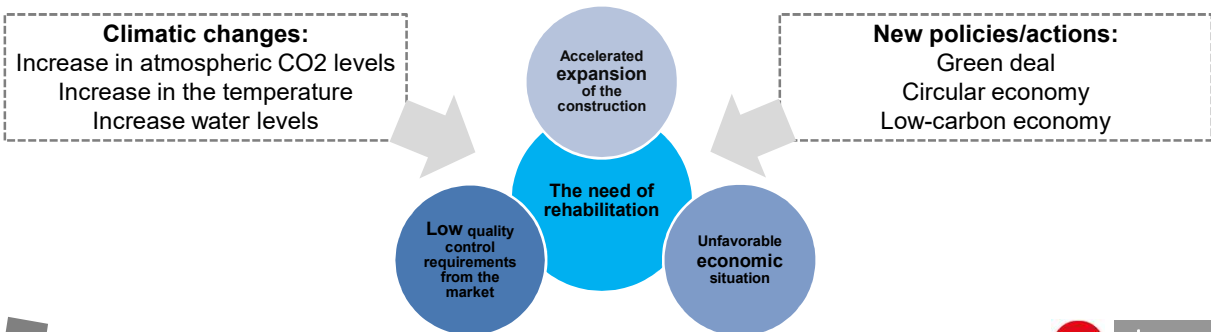 Climatic changes:
Increase in atmospheric CO2 levels
Increase in the temperature
Increase water levels
Accelerated
expansion
of the
construction
New policies/actions:
Green deal
Circular economy
Low-carbon economy
The need of
rehabilitation
Low quality
control
requirements
from the
market
Unfavorable
economic
situation